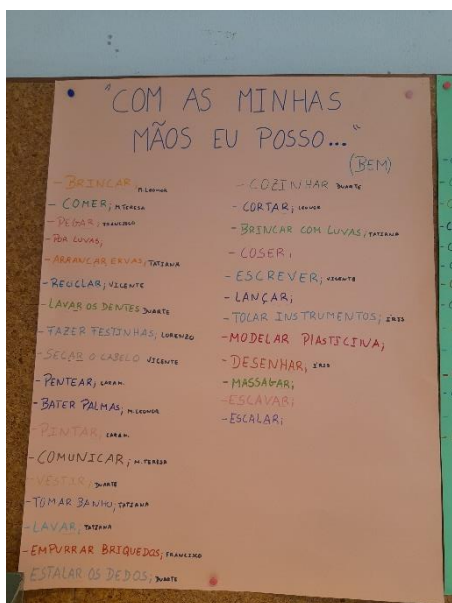 "COM AS MINHAS
MÃOS EU POSSO..."
(BEM)
- BRINCAR; M.LEONOR
- COMER; M.TERESA
- PEGAR; FRANCISCO
- PÔR LUVAS;
- ARRANCAR ERVAS; TATIANA
- RECICLAR; VICENTE
- LAVAR OS DENTES DUARTE
- FAZER FESTINHAS; LORENZO
- SECAR O CABELO VICENTE
- PENTEAR; LARA M.
- BATER PALMAS; M.LEONOR
- PINTAR; LARA M.
- COMUNICAR; M.TERESA
- VESTIR; DUARTE
- TOMAR BANHO; TATIANA
- LAVAR; TATIANA
- EMPURRAR BRIQUEDOS; FRANCISCO
- ESTALAR OS DEDOS; DUARTE
- COZINHAR DUARTE
- CORTAR; LEONOR
- BRINCAR COM LUVAS; TATIANA
- COSER;
- ESCREVER; VICENTE
- LANÇAR;
- TOCAR INSTRUMENTOS; ÍRIS
- MODELAR PLASTICINA;
- DESENHAR; ÍRIS
- MASSAGAR;
- ESCAVAR;
- ESCALAR;